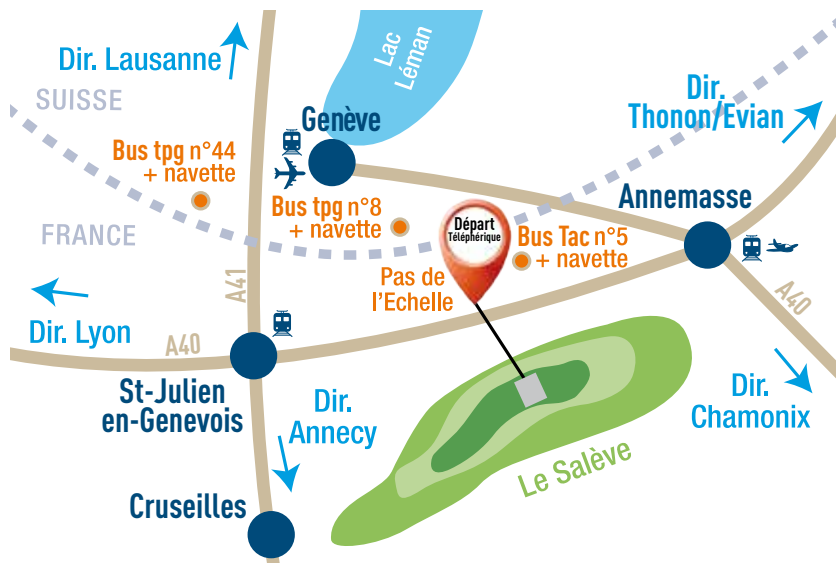 Dir. Lausanne
SUISSE
Lac
Léman
Genève
Dir.
Thonon/Evian
Bus tpg n°44
+ navette
Bus tpg n°8
+ navette
Départ
Téléphérique
Annemasse
Bus Tac n°5
+ navette
FRANCE
Pas de
l'Echelle
A41
A40
Dir. Lyon
A40
St-Julien
en-Genevois
Dir.
Annecy
Dir.
Chamonix
Le Salève
Cruseilles